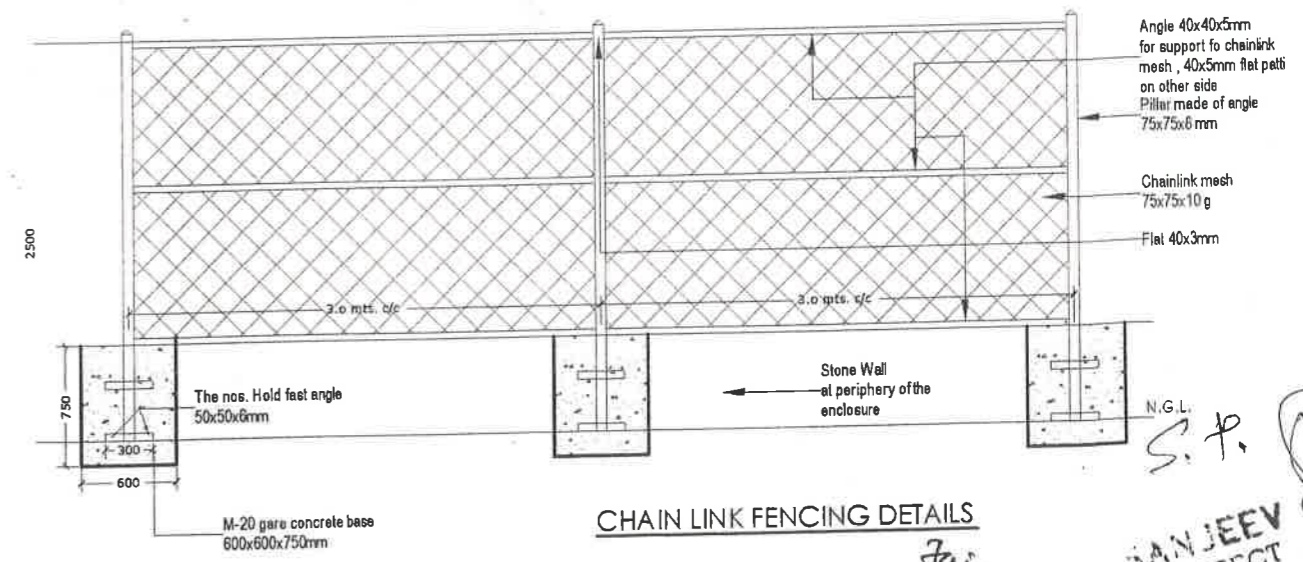 Angle 40x40x5mm
for support fo chainlink
mesh , 40x5mm flat patti
on other side
Pillar made of angle
75x75x6 mm
Chainlink mesh
75x75x10 g
Flat 40x3mm
2500
3.0 mts. c/c
3.0 mts. c/c
750
The nos. Hold fast angle
50x50x6mm
Stone Wall
at periphery of the
enclosure
N.G.L.
300
600
S. P.
M-20 gare concrete base
600x600x750mm
CHAIN LINK FENCING DETAILS